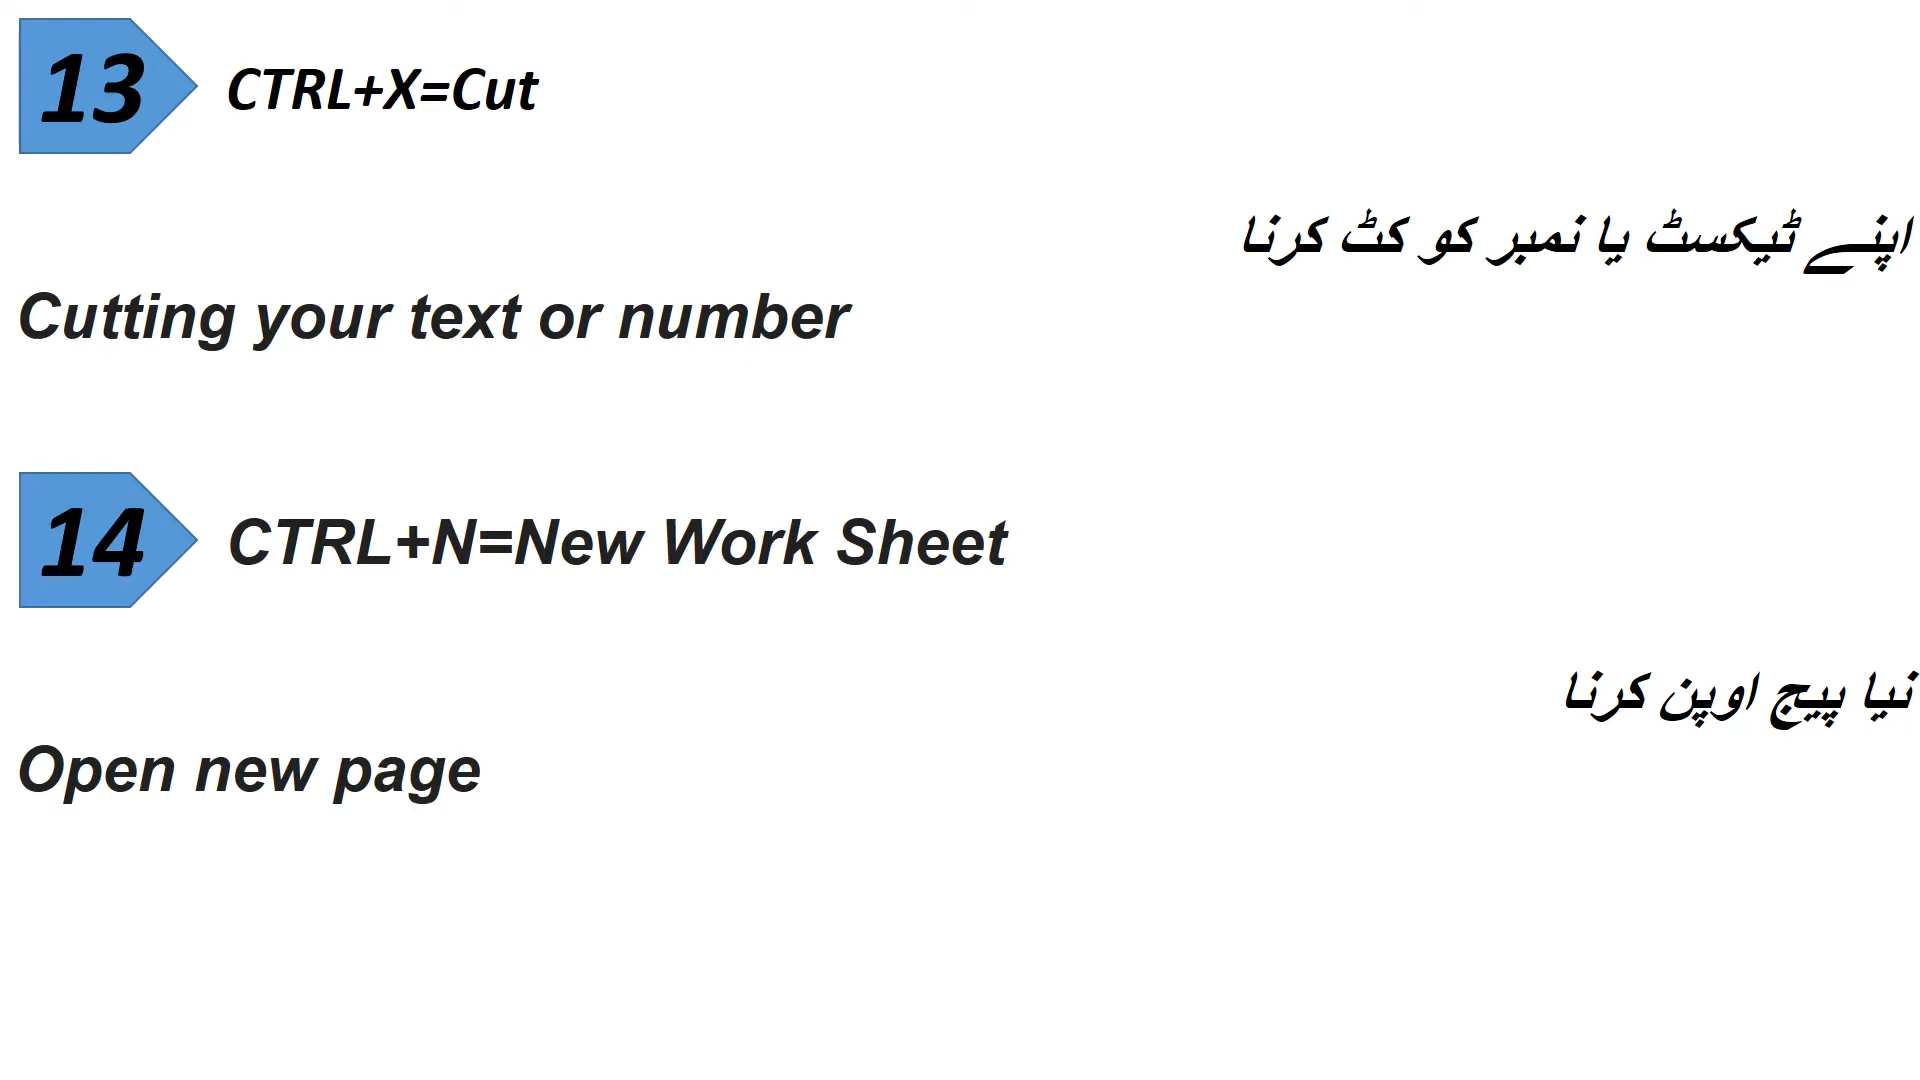 13 CTRL+X=Cut
اپنے ٹیکسٹ یا نمبر کو کٹ کرنا
Cutting your text or number
14 CTRL+N=New Work Sheet
نیا پیج اوپن کرنا
Open new page